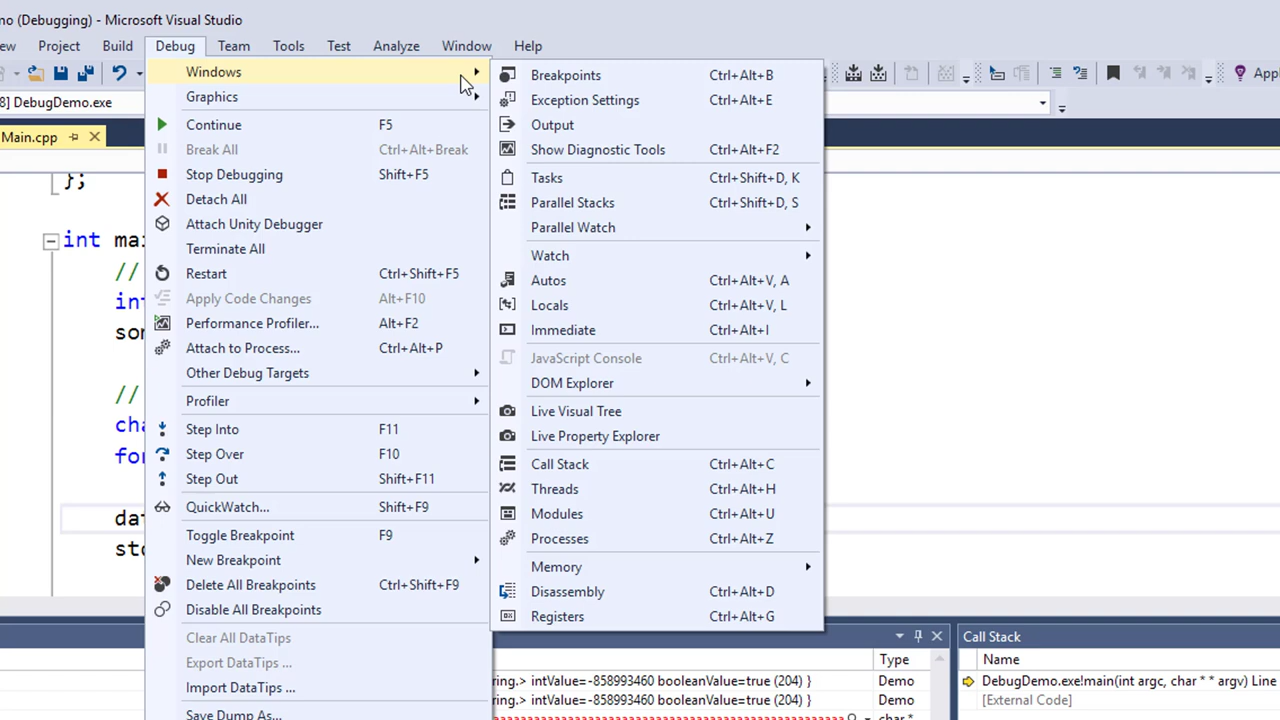 mo (Debugging) - Microsoft Visual Studio
ew Project Build Debug Team Tools Test Analyze Window Help
8] DebugDemo.exe
Appl
Main.cpp
};
int mai
//
int
son
//
cha
for
dat
std
Windows
Graphics
Continue F5
Break All Ctrl+Alt+Break
Stop Debugging Shift+F5
Detach All
Attach Unity Debugger
Terminate All
Restart Ctrl+Shift+F5
Apply Code Changes Alt+F10
Performance Profiler... Alt+F2
Attach to Process... Ctrl+Alt+P
Other Debug Targets
Profiler
Step Into F11
Step Over F10
Step Out Shift+F11
QuickWatch... Shift+F9
Toggle Breakpoint F9
New Breakpoint
Delete All Breakpoints Ctrl+Shift+F9
Disable All Breakpoints
Clear All DataTips
Export DataTips ...
Import DataTips ...
Save Dump As...
Breakpoints Ctrl+Alt+B
Exception Settings Ctrl+Alt+E
Output
Show Diagnostic Tools Ctrl+Alt+F2
Tasks Ctrl+Shift+D, K
Parallel Stacks Ctrl+Shift+D, S
Parallel Watch
Watch
Autos Ctrl+Alt+V, A
Locals Ctrl+Alt+V, L
Immediate Ctrl+Alt+I
JavaScript Console Ctrl+Alt+V, C
DOM Explorer
Live Visual Tree
Live Property Explorer
Call Stack Ctrl+Alt+C
Threads Ctrl+Alt+H
Modules Ctrl+Alt+U
Processes Ctrl+Alt+Z
Memory
Disassembly Ctrl+Alt+D
Registers Ctrl+Alt+G
Type
ring.> intValue=-858993460 booleanValue=true (204) } Demo
ring.> intValue=-858993460 booleanValue=true (204) } Demo
char *
Call Stack
Name
DebugDemo.exe!main(int argc, char * * argv) Line
[External Code]